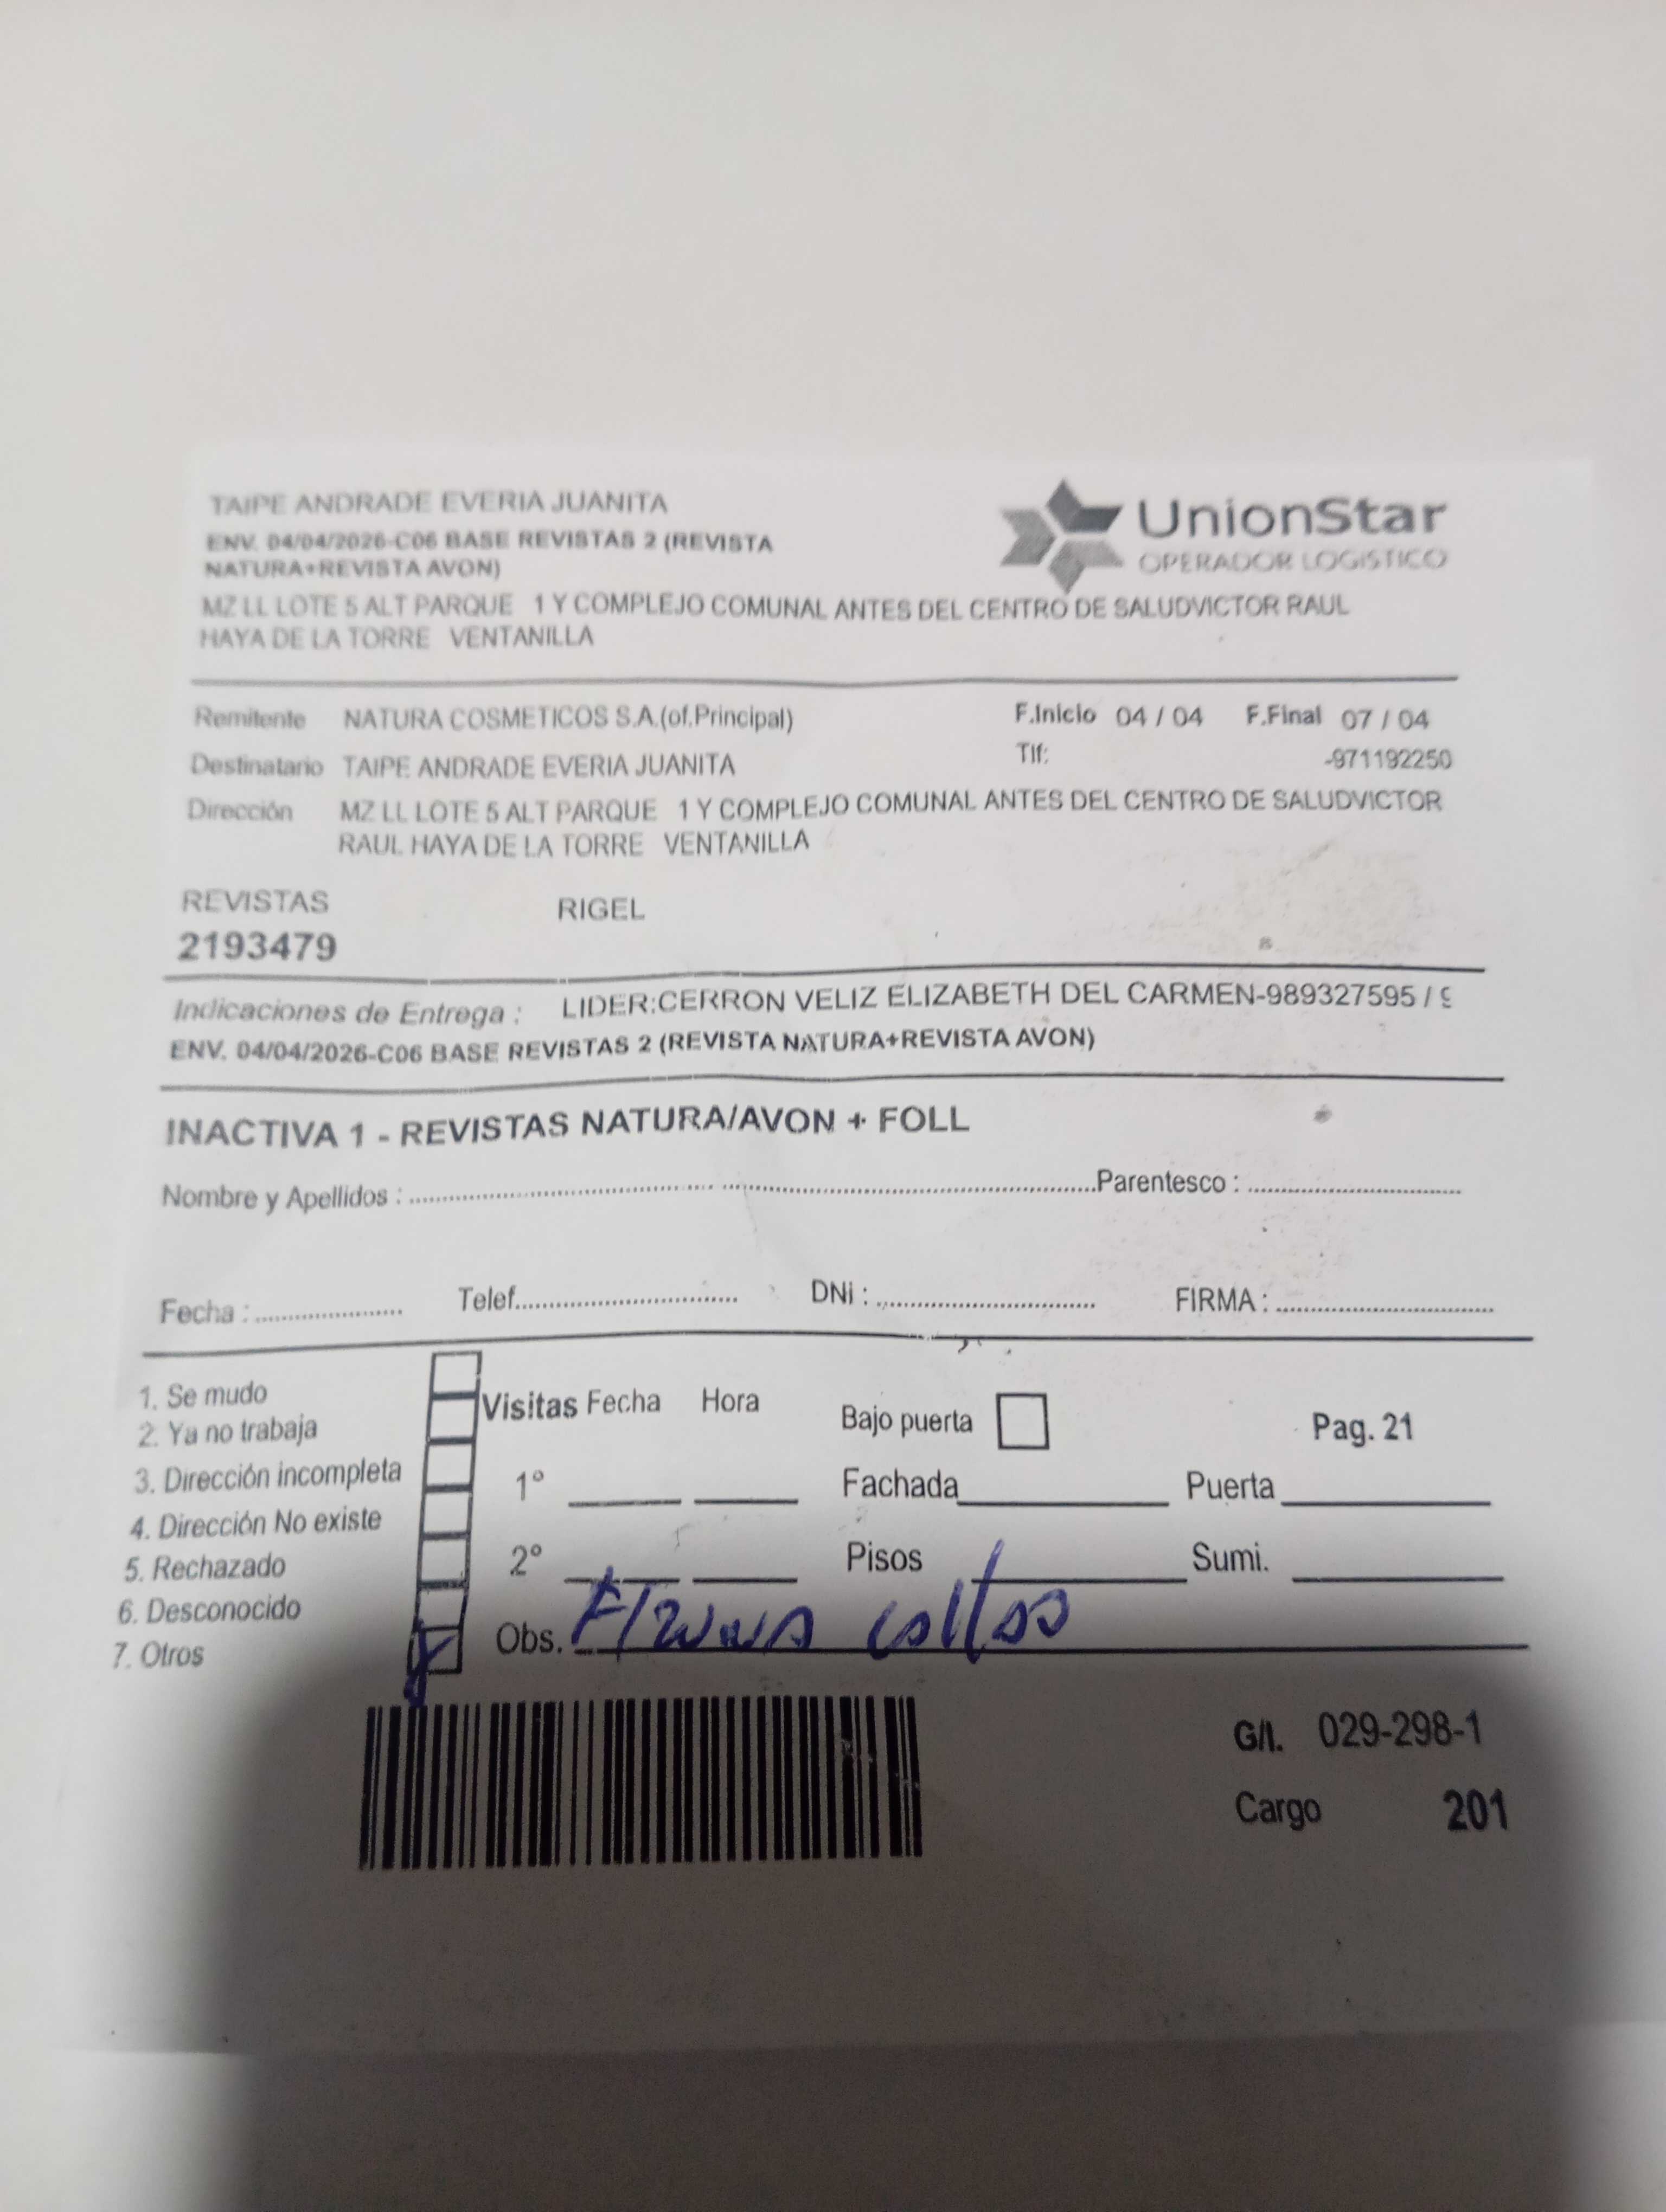 TAIPE ANDRADE EVERIA JUANITA
ENV. 04/04/2026-C06 BASE REVISTAS 2 (REVISTA
NATURA+REVISTA AVON)
UnionStar
OPERADOR LOGISTICO
MZ LL LOTE 5 ALT PARQUE 1 Y COMPLEJO COMUNAL ANTES DEL CENTRO DE SALUDVICTOR RAUL
HAYA DE LA TORRE VENTANILLA
Remitente NATURA COSMETICOS S.A.(of.Principal) F.Inicio 04 / 04 F.Final 07 / 04
Destinatario TAIPE ANDRADE EVERIA JUANITA Tlf: -971192250
Dirección MZ LL LOTE 5 ALT PARQUE 1 Y COMPLEJO COMUNAL ANTES DEL CENTRO DE SALUDVICTOR
RAUL HAYA DE LA TORRE VENTANILLA
REVISTAS RIGEL
2193479
Indicaciones de Entrega : LIDER:CERRON VELIZ ELIZABETH DEL CARMEN-989327595 /
ENV. 04/04/2026-C06 BASE REVISTAS 2 (REVISTA NATURA+REVISTA AVON)
INACTIVA 1 - REVISTAS NATURA/AVON + FOLL
Nombre y Apellidos : Parentesco :
Fecha : Telef. DNI : FIRMA :
1. Se mudo
2. Ya no trabaja
3. Dirección incompleta
4. Dirección No existe
5. Rechazado
6. Desconocido
7. Otros
Visitas Fecha Hora
1º
2º
Obs.
Bajo puerta Pag. 21
Fachada Puerta
Pisos Sumi.
G/I. 029-298-1
Cargo 201